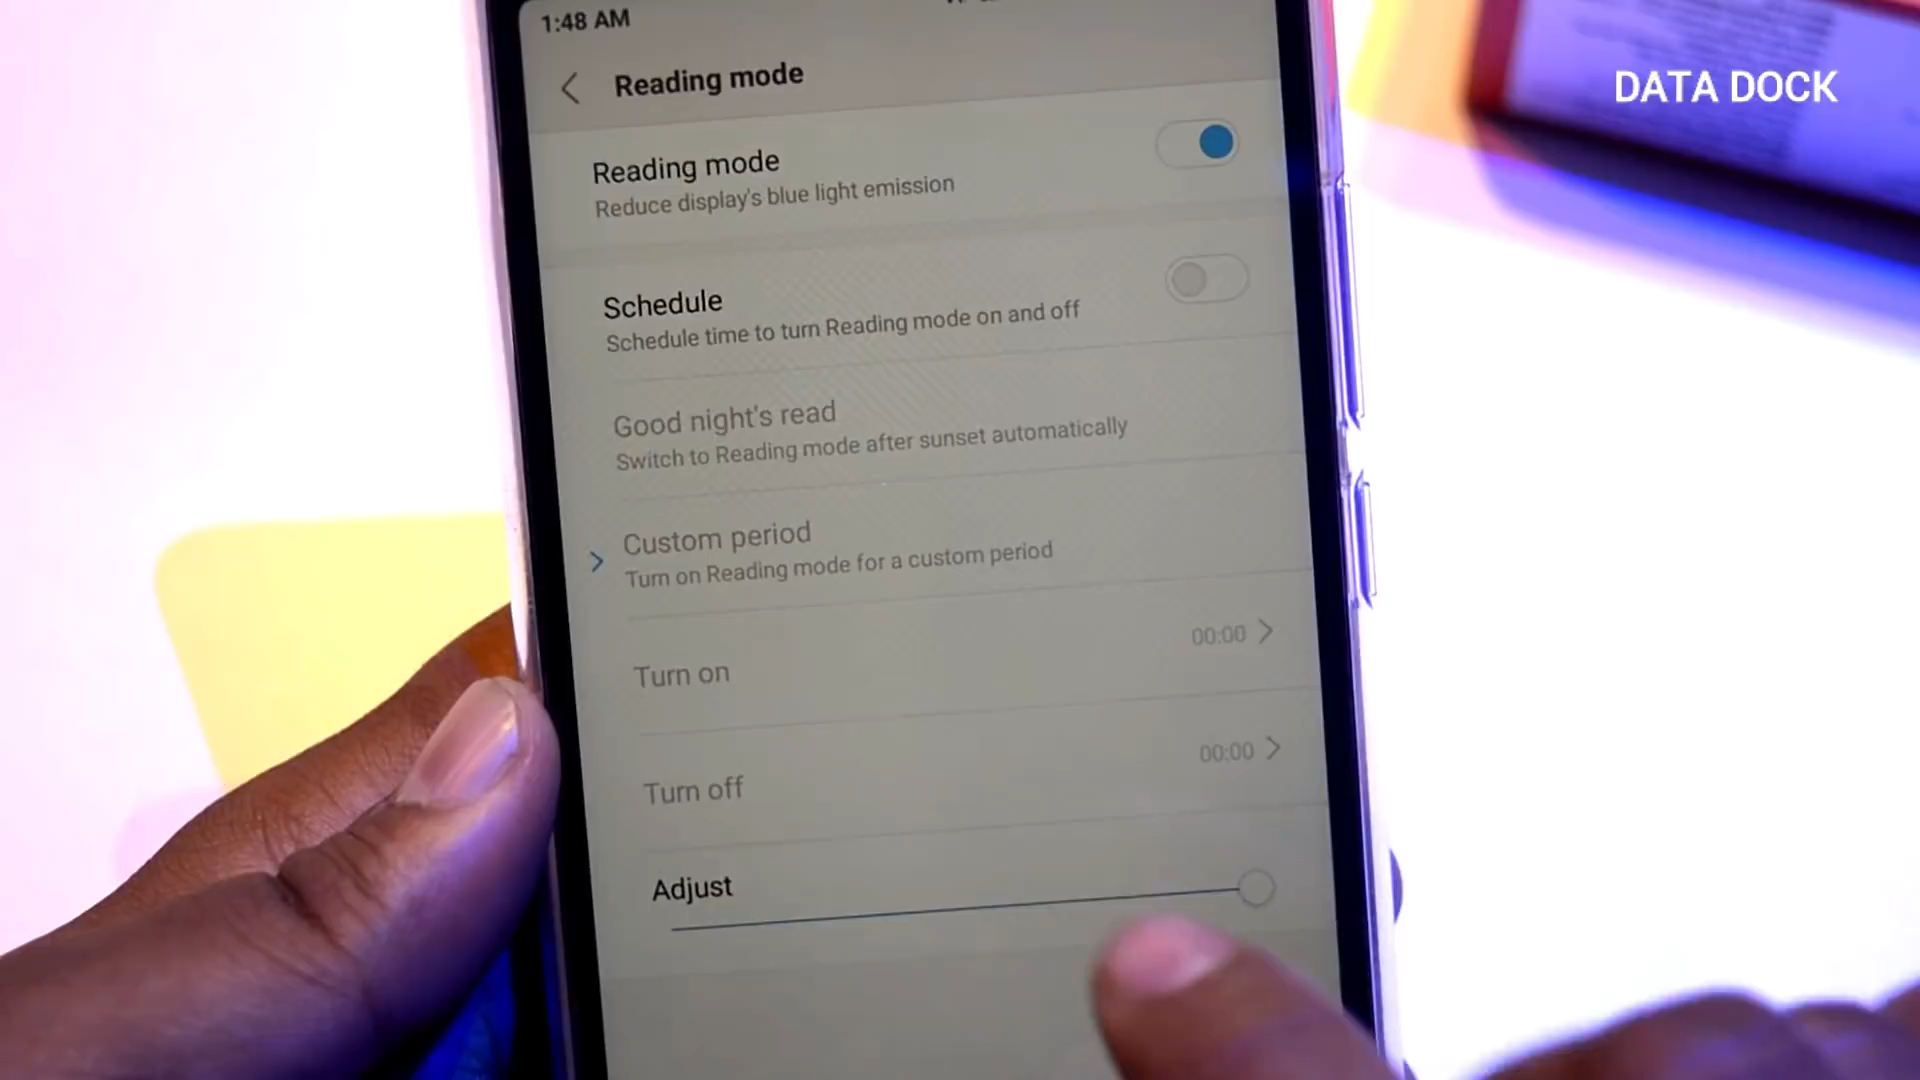 1:48 AM
DATA DOCK
Reading mode
Reading mode
Reduce display's blue light emission
Schedule
Schedule time to turn Reading mode on and off
Good night's read
Switch to Reading mode after sunset automatically
Custom period
Turn on Reading mode for a custom period
Turn on
00:00
Turn off
00:00
Adjust